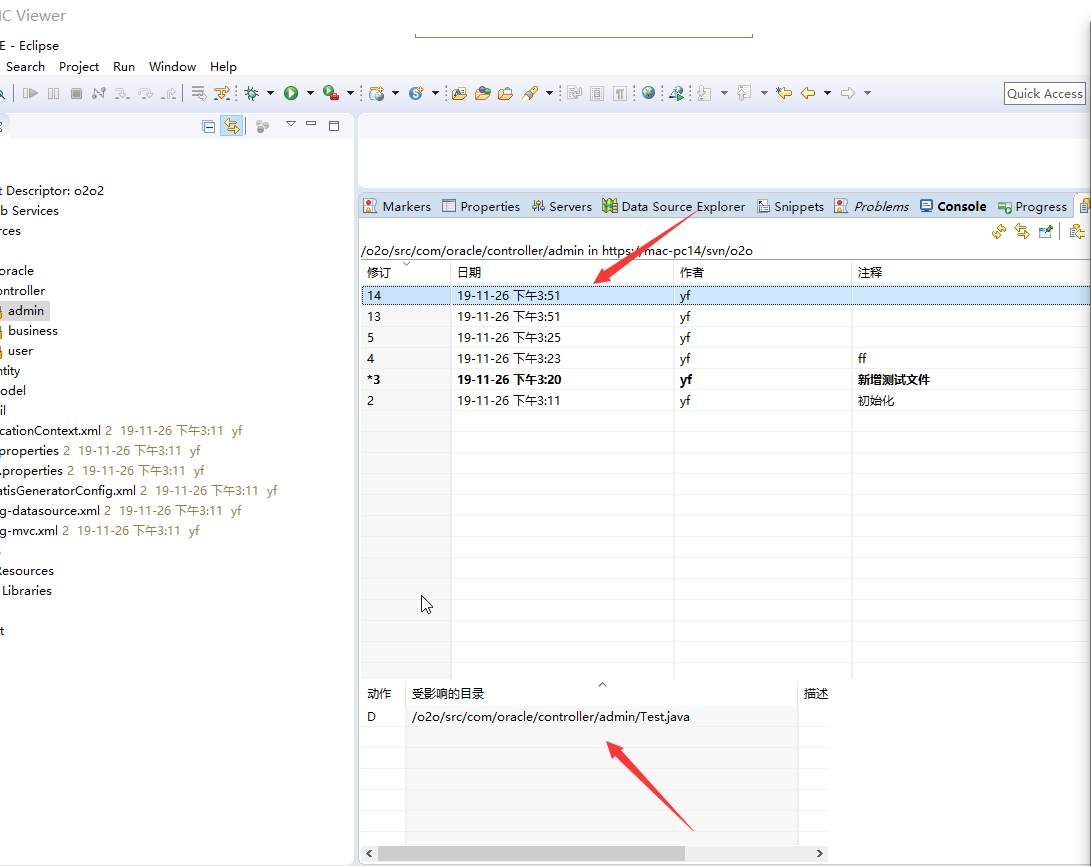 IC Viewer
E - Eclipse
Search Project Run Window Help
Quick Access
t Descriptor: o2o2
b Services
rces
oracle
ontroller
admin
business
user
ntity
odel
il
cationContext.xml 2 19-11-26 下午3:11 yf
properties 2 19-11-26 下午3:11 yf
.properties 2 19-11-26 下午3:11 yf
atisGeneratorConfig.xml 2 19-11-26 下午3:11 yf
g-datasource.xml 2 19-11-26 下午3:11 yf
g-mvc.xml 2 19-11-26 下午3:11 yf
Resources
Libraries
t
Markers Properties Servers Data Source Explorer Snippets Problems Console Progress
/o2o/src/com/oracle/controller/admin in https://mac-pc14/svn/o2o
修订 日期 作者 注释
14 19-11-26 下午3:51 yf
13 19-11-26 下午3:51 yf
5 19-11-26 下午3:25 yf
4 19-11-26 下午3:23 yf ff
*3 19-11-26 下午3:20 yf 新增测试文件
2 19-11-26 下午3:11 yf 初始化
动作 受影响的目录 描述
D /o2o/src/com/oracle/controller/admin/Test.java